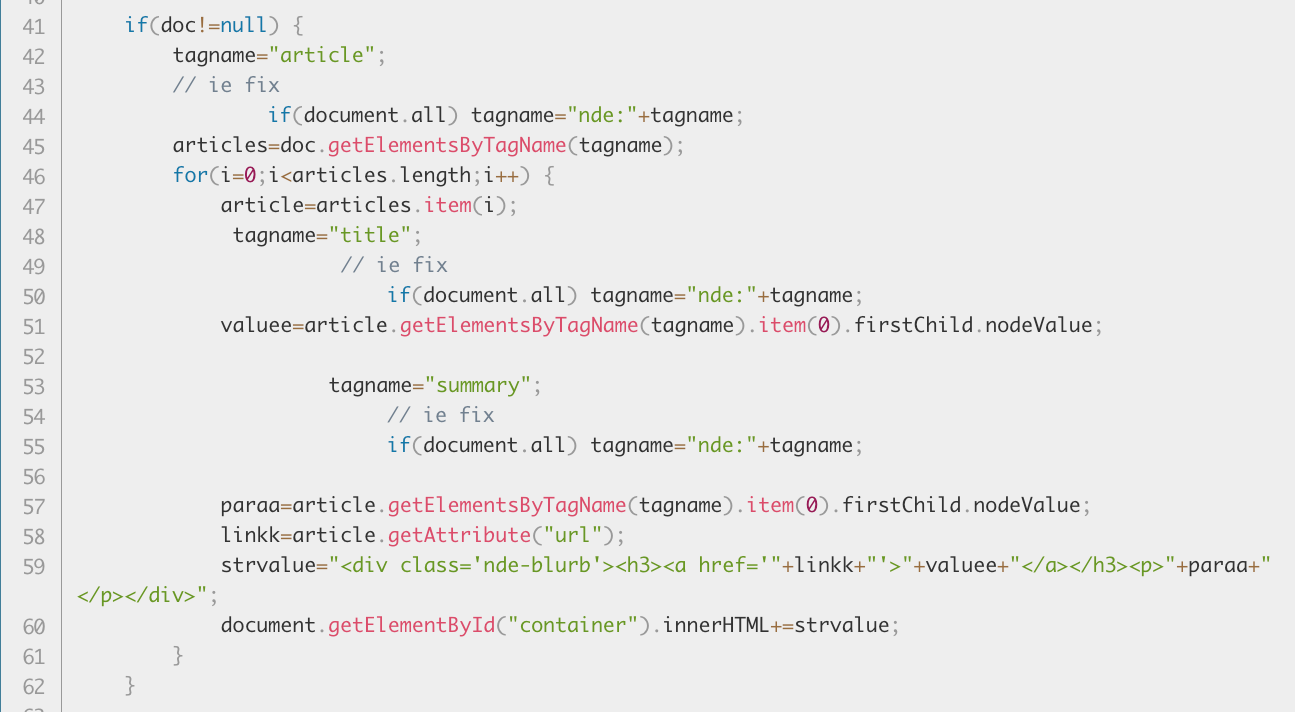 41 if(doc!=null) {
42 tagname="article";
43 // ie fix
44 if(document.all) tagname="nde:"+tagname;
45 articles=doc.getElementsByTagName(tagname);
46 for(i=0;i<articles.length;i++) {
47 article=articles.item(i);
48 tagname="title";
49 // ie fix
50 if(document.all) tagname="nde:"+tagname;
51 valuee=article.getElementsByTagName(tagname).item(0).firstChild.nodeValue;
52
53 tagname="summary";
54 // ie fix
55 if(document.all) tagname="nde:"+tagname;
56
57 paraa=article.getElementsByTagName(tagname).item(0).firstChild.nodeValue;
58 linkk=article.getAttribute("url");
59 strvalue="<div class='nde-blurb'><h3><a href='"+linkk+"'>"+valuee+"</a></h3><p>"+paraa+"
</p></div>";
60 document.getElementById("container").innerHTML+=strvalue;
61 }
62 }